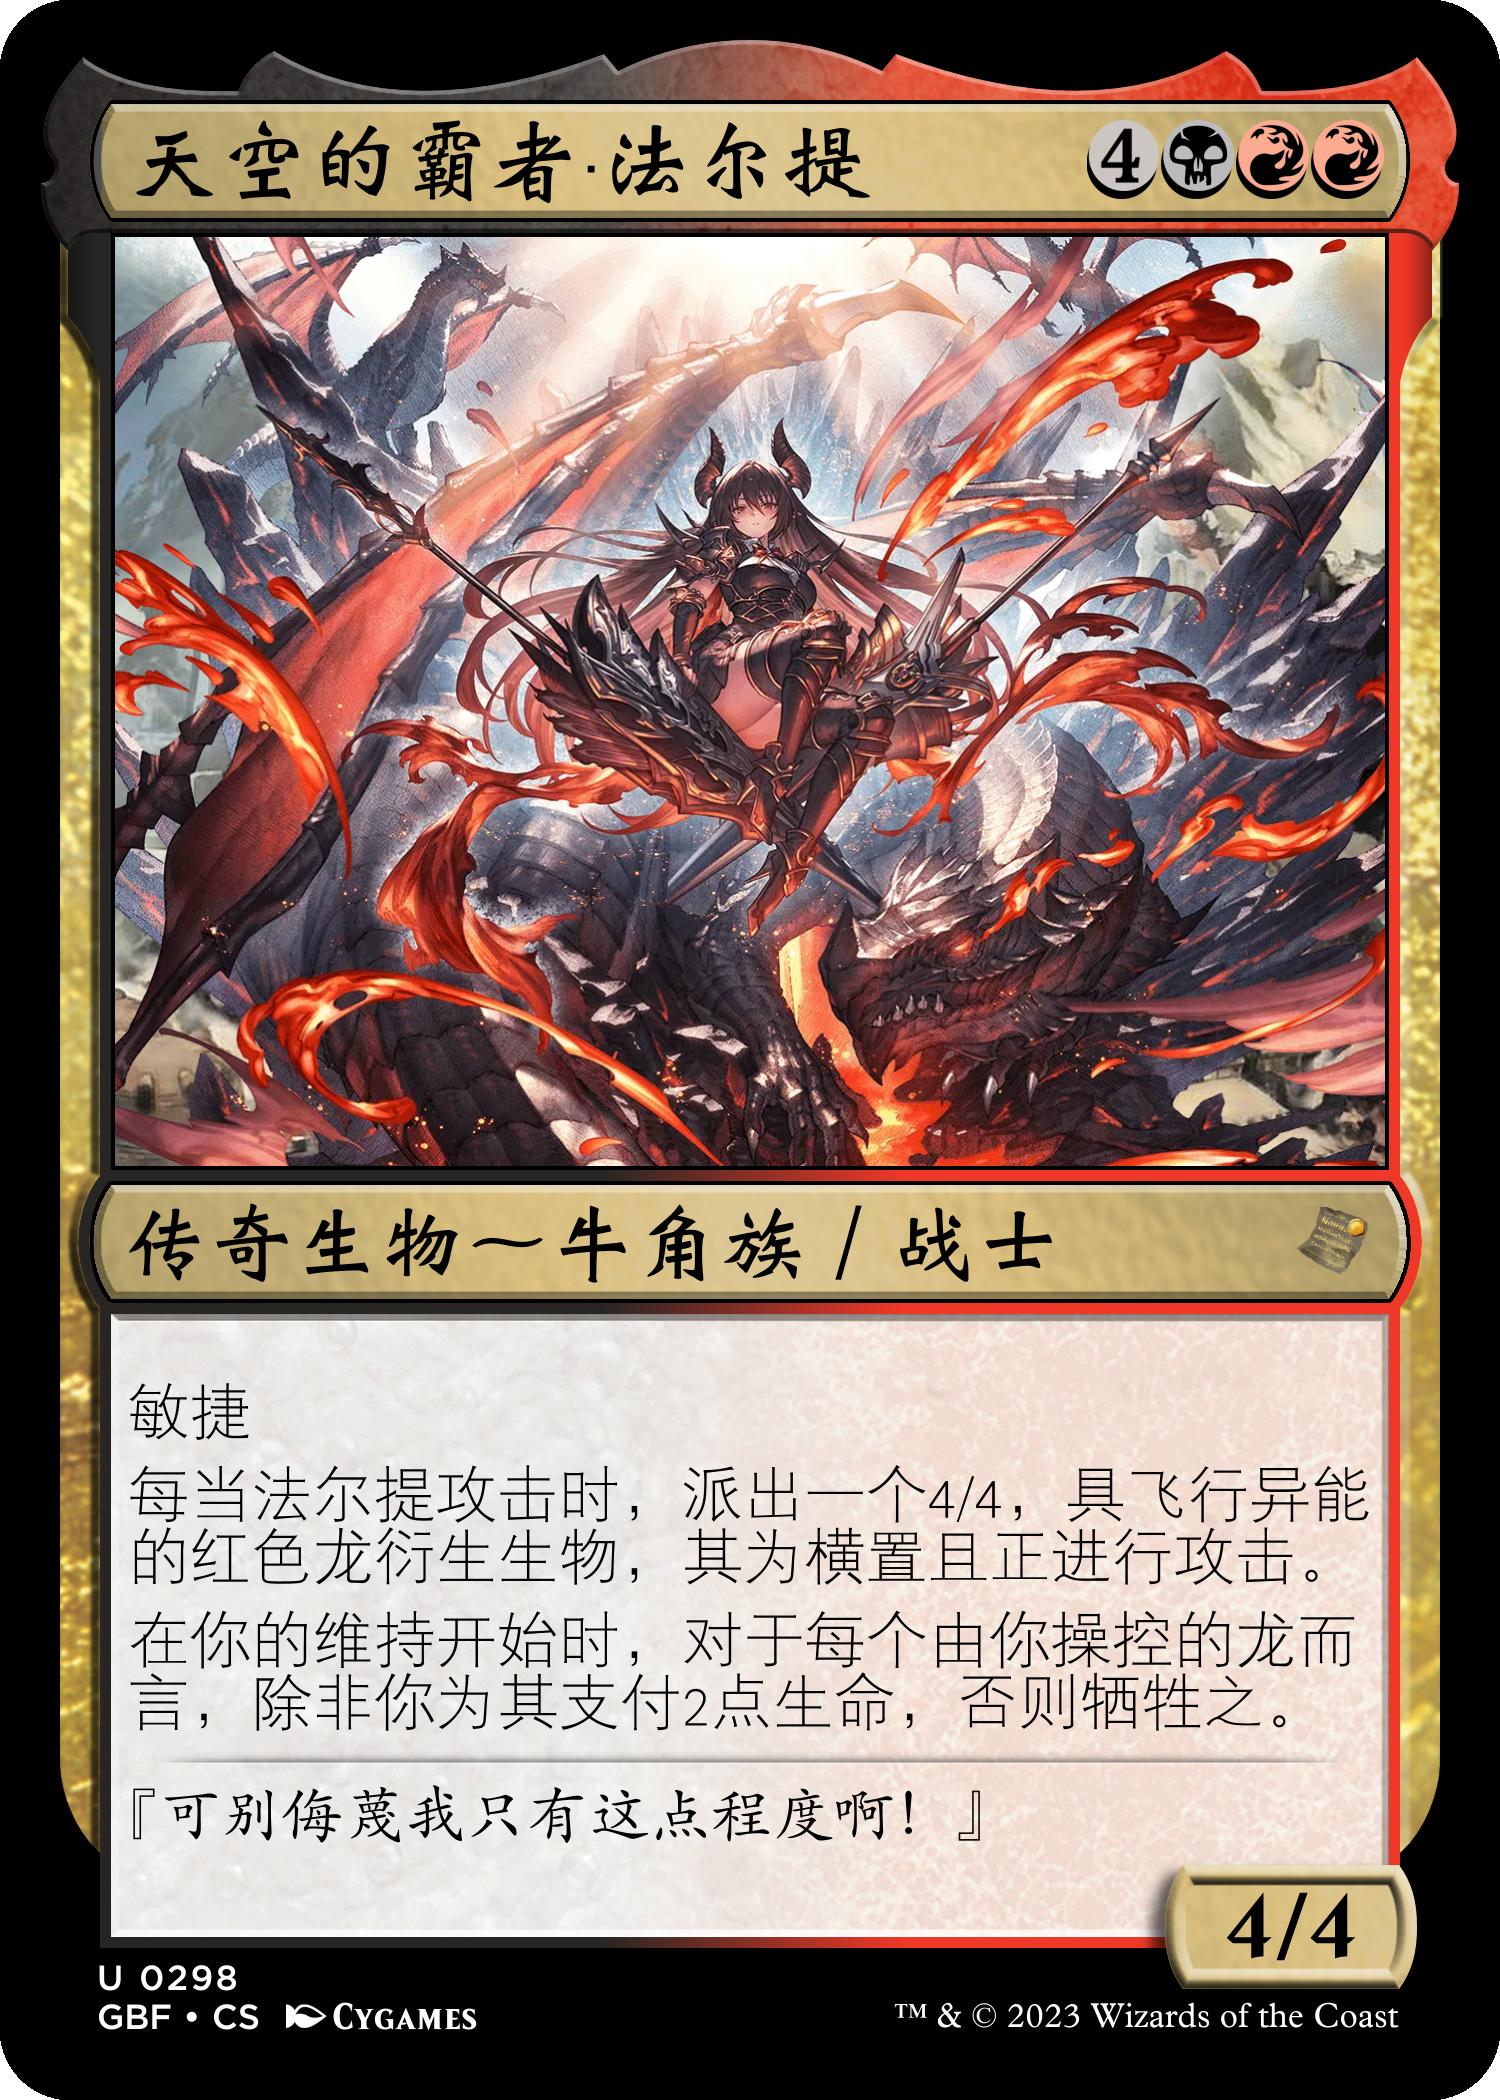 天空的霸者·法尔提 4
传奇生物～牛角族／战士
敏捷
每当法尔提攻击时，派出一个4/4，具飞行异能
的红色龙衍生生物，其为横置且正进行攻击。
在你的维持开始时，对于每个由你操控的龙而
言，除非你为其支付2点生命，否则牺牲之。
『可别侮蔑我只有这点程度啊！』
4/4
U 0298
GBF • CS CYGAMES
™ & © 2023 Wizards of the Coast